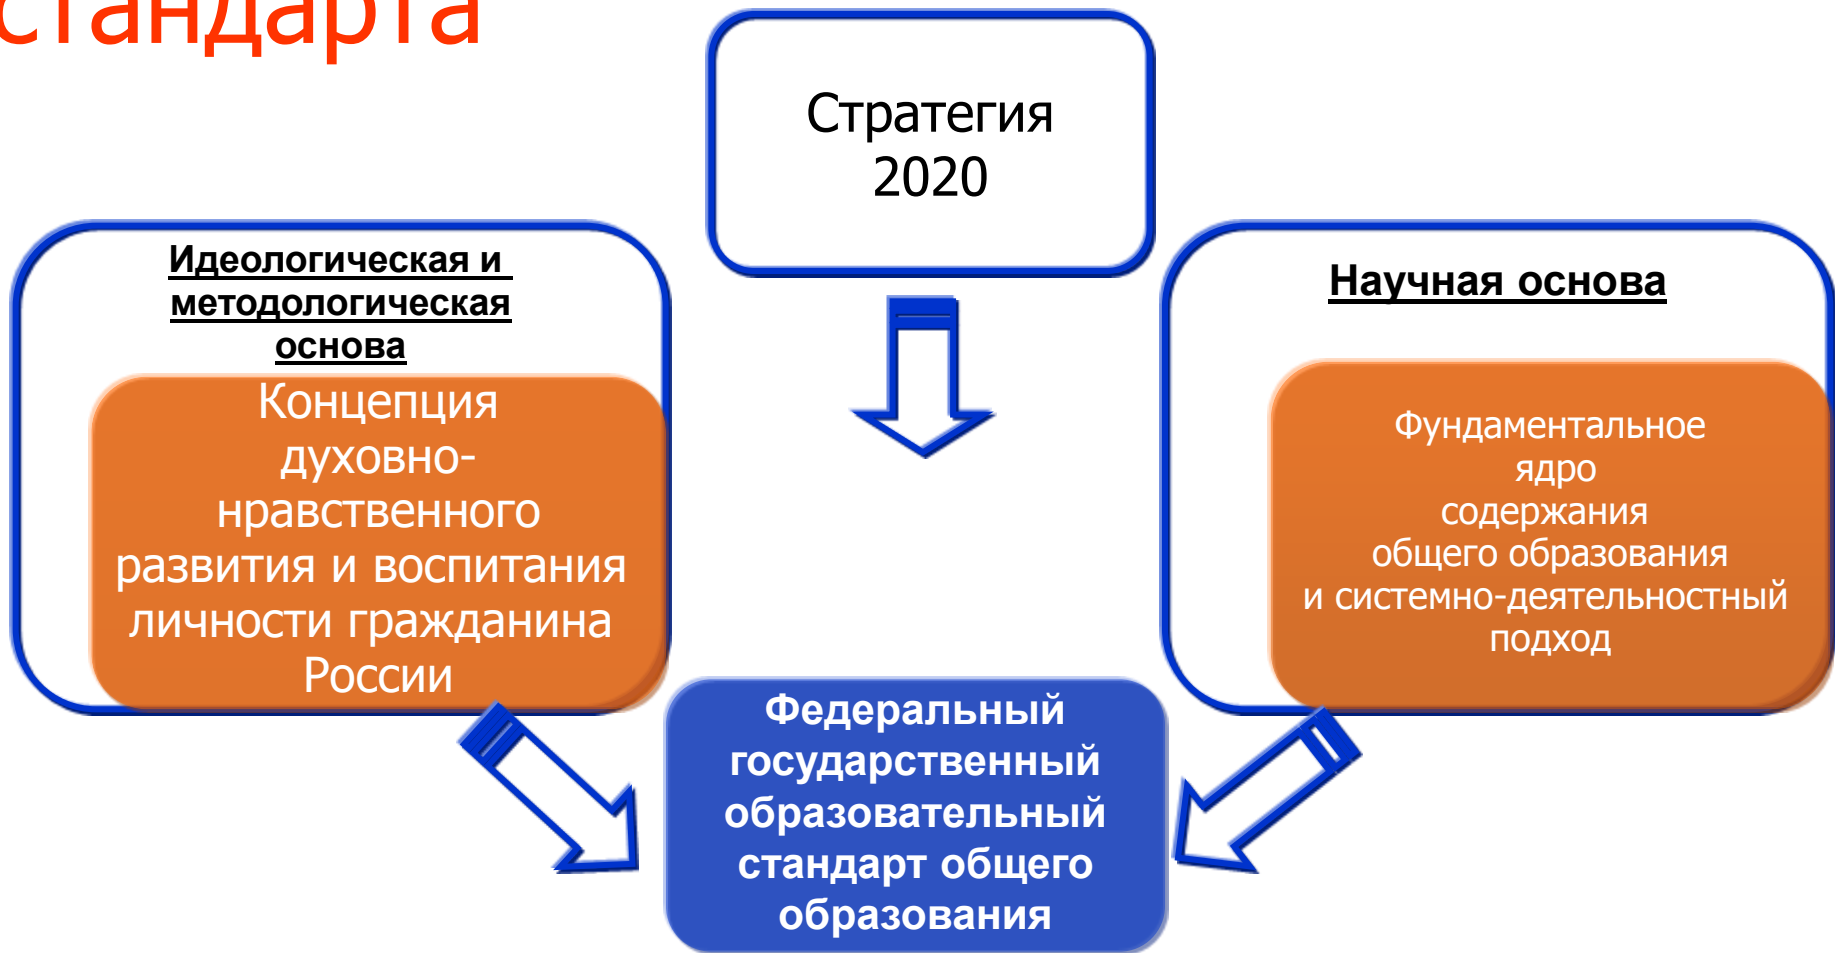 стандарта
Стратегия
2020
Идеологическая и
методологическая
основа
Концепция
духовно-
нравственного
развития и воспитания
личности гражданина
России
Научная основа
Фундаментальное
ядро
содержания
общего образования
и системно-деятельностный
подход
Федеральный
государственный
образовательный
стандарт общего
образования